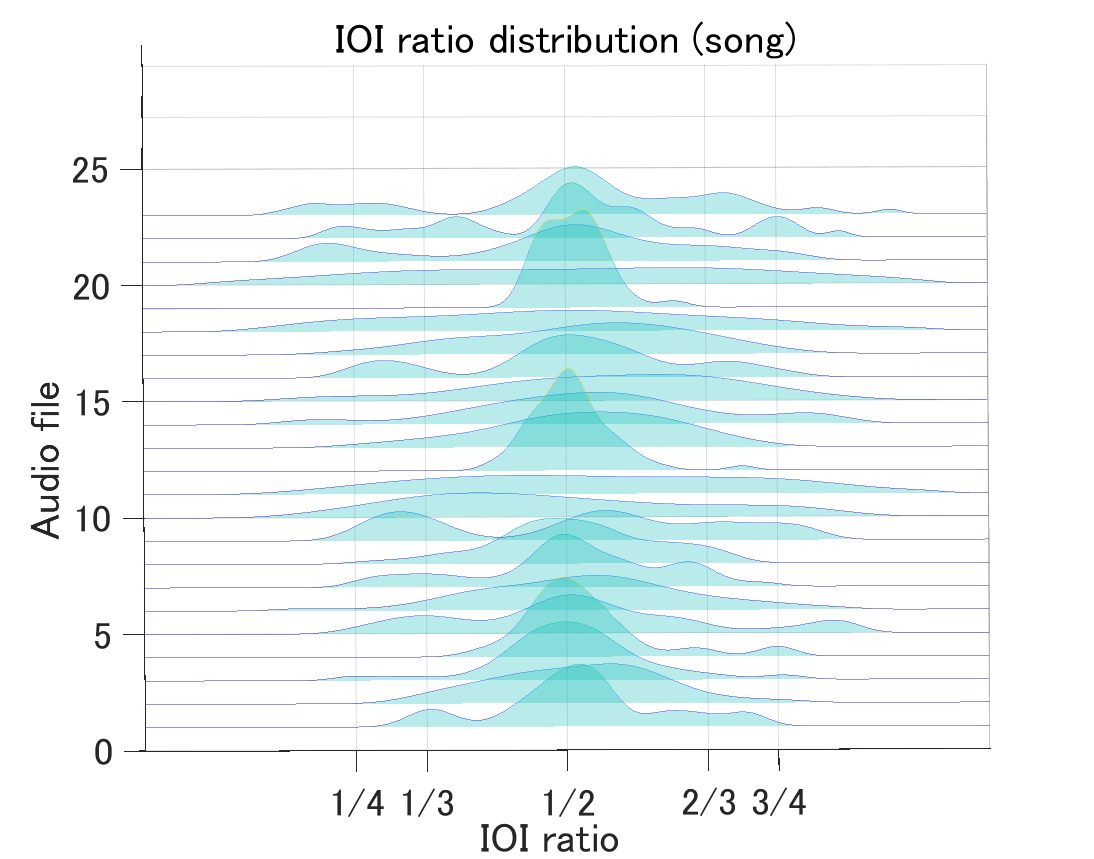 IOI ratio distribution (song)
25
20
15
10
5
0
Audio file
1/4 1/3 1/2 2/3 3/4
IOI ratio